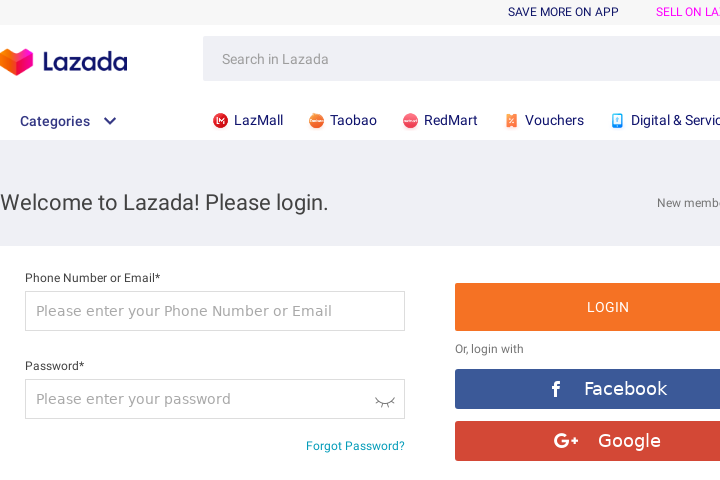 SAVE MORE ON APP
SELL ON LAZ
Lazada
Search in Lazada
Categories
LazMall
Taobao
RedMart
Vouchers
Digital & Servic
Welcome to Lazada! Please login.
New membe
Phone Number or Email*
Please enter your Phone Number or Email
Password*
Please enter your password
Forgot Password?
LOGIN
Or, login with
Facebook
Google